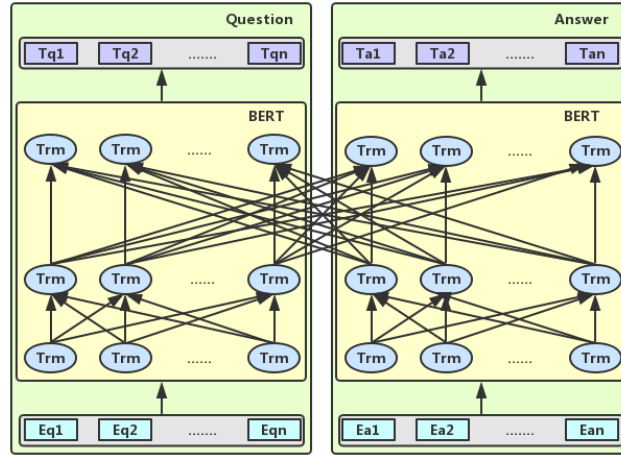 Question
Tq1 Tq2 ....... Tqn
BERT
Trm Trm ...... Trm
Trm Trm ...... Trm
Trm Trm ...... Trm
Eq1 Eq2 ....... Eqn
Answer
Ta1 Ta2 ....... Tan
BERT
Trm Trm ...... Trm
Trm Trm ...... Trm
Trm Trm ...... Trm
Ea1 Ea2 ....... Ean